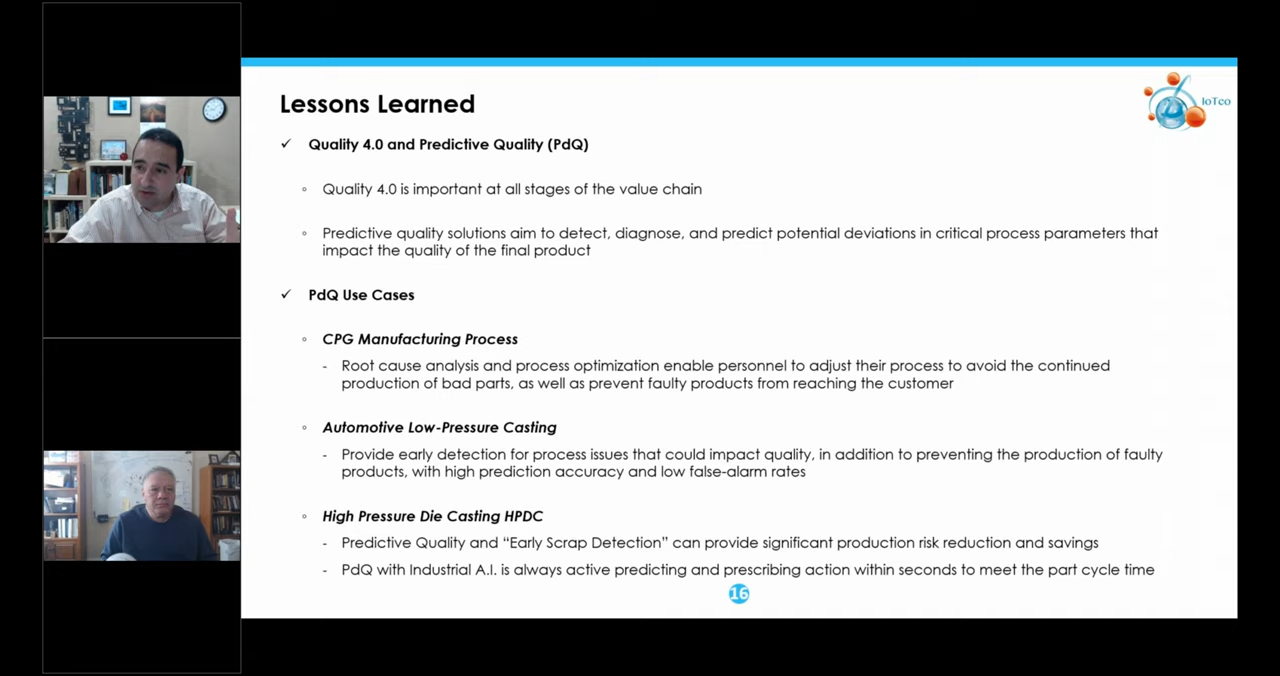 Lessons Learned
IoTco
✓ Quality 4.0 and Predictive Quality (PdQ)
◦ Quality 4.0 is important at all stages of the value chain
◦ Predictive quality solutions aim to detect, diagnose, and predict potential deviations in critical process parameters that
impact the quality of the final product
✓ PdQ Use Cases
◦ CPG Manufacturing Process
- Root cause analysis and process optimization enable personnel to adjust their process to avoid the continued
production of bad parts, as well as prevent faulty products from reaching the customer
◦ Automotive Low-Pressure Casting
- Provide early detection for process issues that could impact quality, in addition to preventing the production of faulty
products, with high prediction accuracy and low false-alarm rates
◦ High Pressure Die Casting HPDC
- Predictive Quality and “Early Scrap Detection” can provide significant production risk reduction and savings
- PdQ with Industrial A.I. is always active predicting and prescribing action within seconds to meet the part cycle time
16